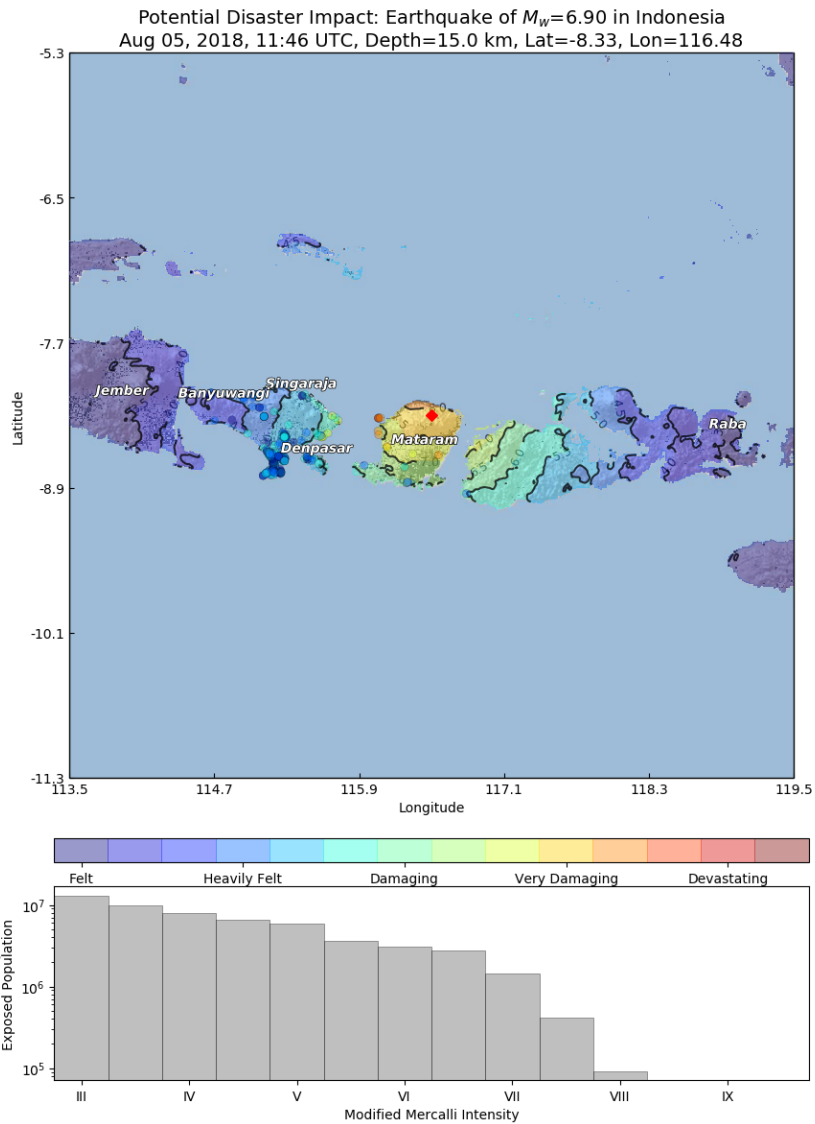 Potential Disaster Impact: Earthquake of M_w=6.90 in Indonesia
Aug 05, 2018, 11:46 UTC, Depth=15.0 km, Lat=-8.33, Lon=116.48
-5.3
-6.5
-7.7
-8.9
-10.1
-11.3
Latitude
Jember
Banyuwangi
Singaraja
Denpasar
Mataram
Raba
113.5 114.7 115.9 117.1 118.3 119.5
Longitude
Felt Heavily Felt Damaging Very Damaging Devastating
10^7
10^6
10^5
Exposed Population
III IV V VI VII VIII IX
Modified Mercalli Intensity